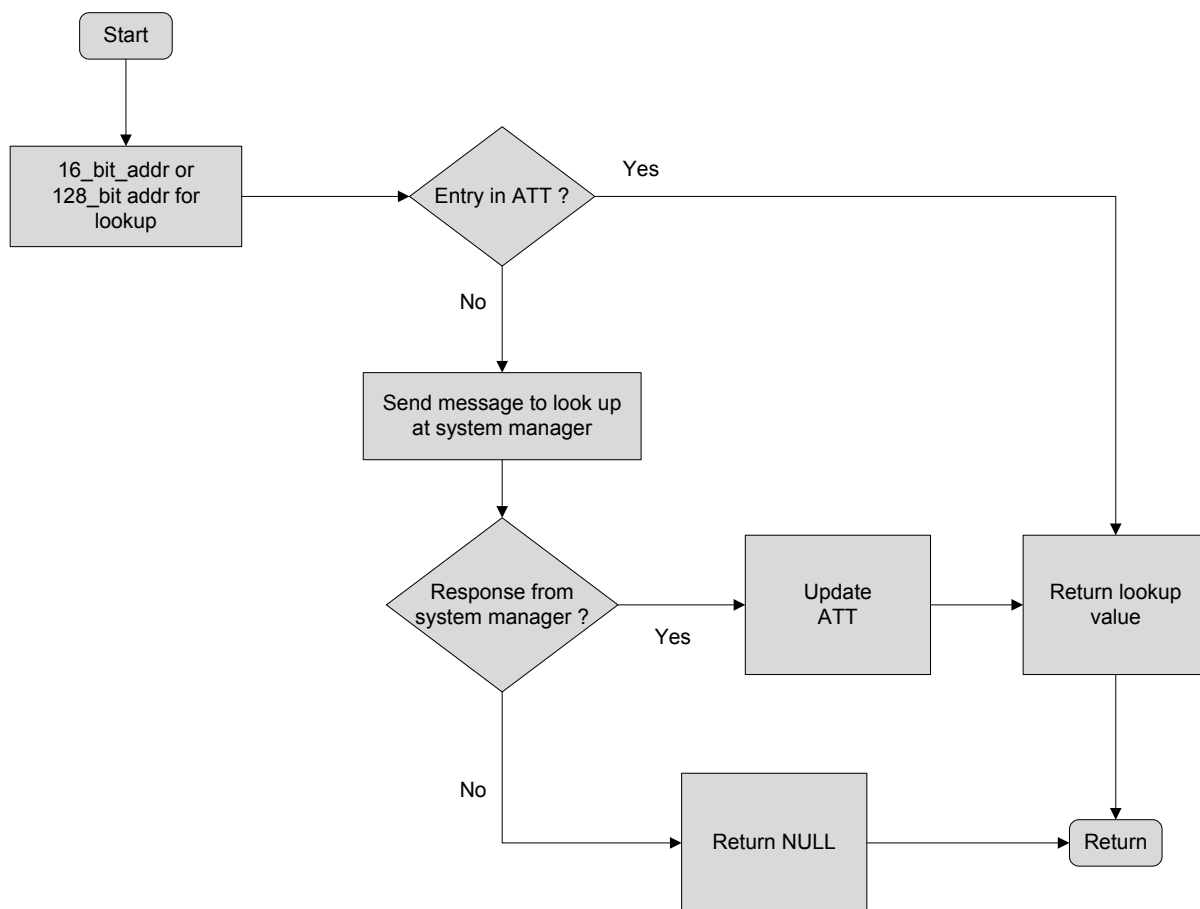 Start
16_bit_addr or
128_bit addr for
lookup
Entry in ATT ?
Yes
No
Send message to look up
at system manager
Response from
system manager ?
Yes
Update
ATT
Return lookup
value
No
Return NULL
Return